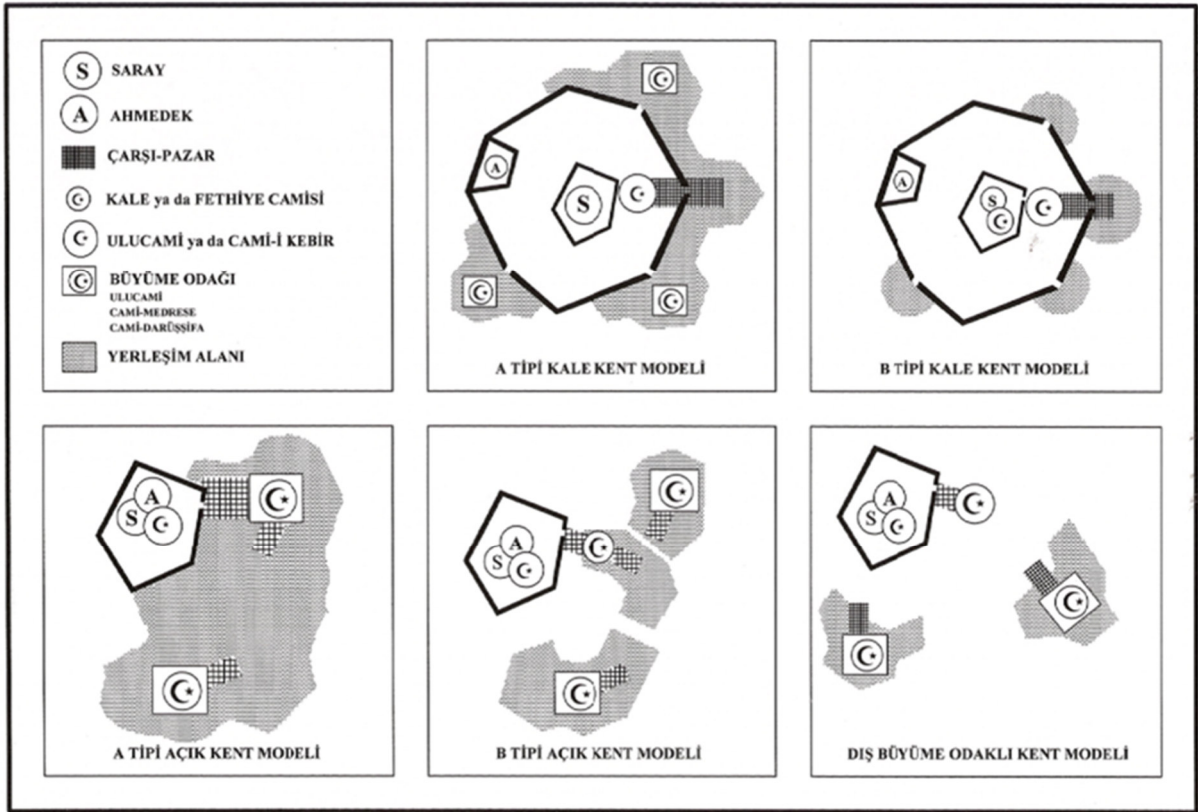 S SARAY
A AHMEDEK
ÇARŞI-PAZAR
KALE ya da FETHİYE CAMİSİ
ULUCAMİ ya da CAMİ-İ KEBİR
BÜYÜME ODAĞI
ULUCAMİ
CAMİ-MEDRESE
CAMİ-DARÜŞŞİFA
YERLEŞİM ALANI
A
S
A TİPİ KALE KENT MODELİ
A
S
B TİPİ KALE KENT MODELİ
A
S
A TİPİ AÇIK KENT MODELİ
A
S
B TİPİ AÇIK KENT MODELİ
A
S
DIŞ BÜYÜME ODAKLI KENT MODELİ